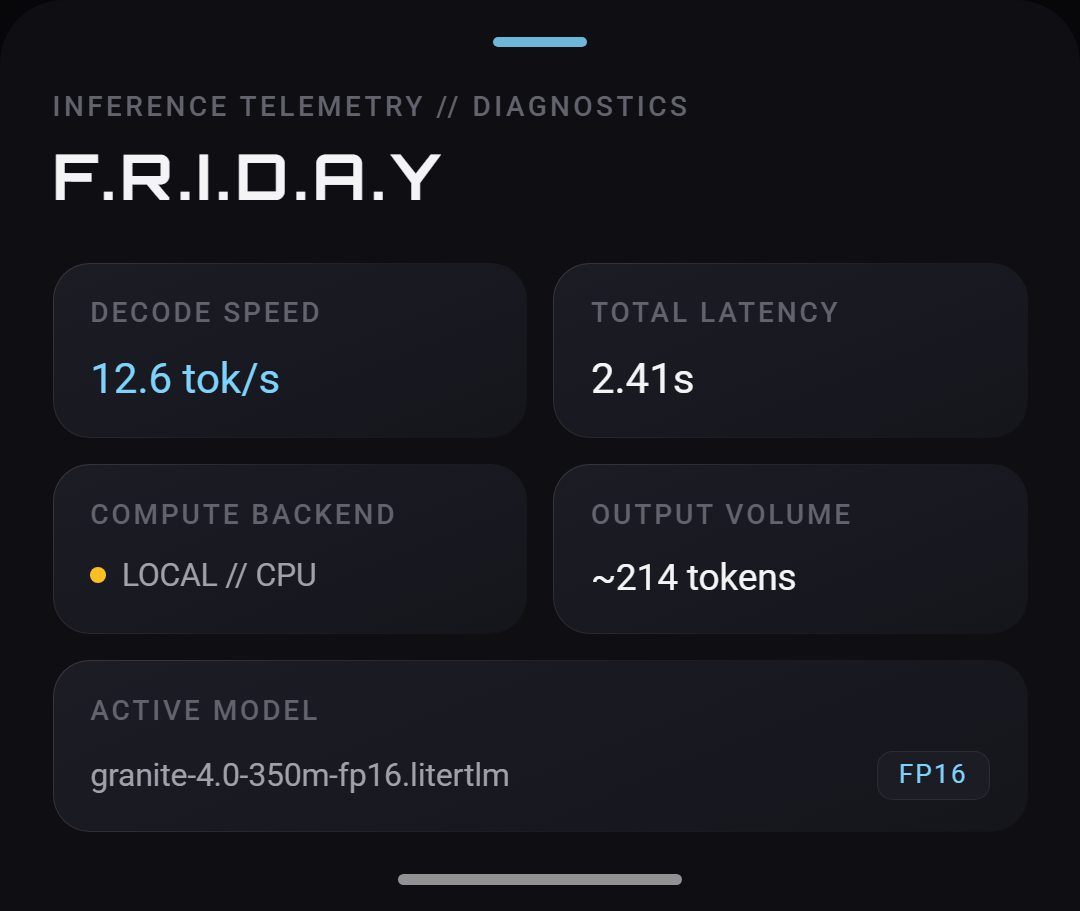 INFERENCE TELEMETRY // DIAGNOSTICS
F.R.I.D.A.Y
DECODE SPEED
12.6 tok/s
TOTAL LATENCY
2.41s
COMPUTE BACKEND
LOCAL // CPU
OUTPUT VOLUME
~214 tokens
ACTIVE MODEL
granite-4.0-350m-fp16.litertlm
FP16